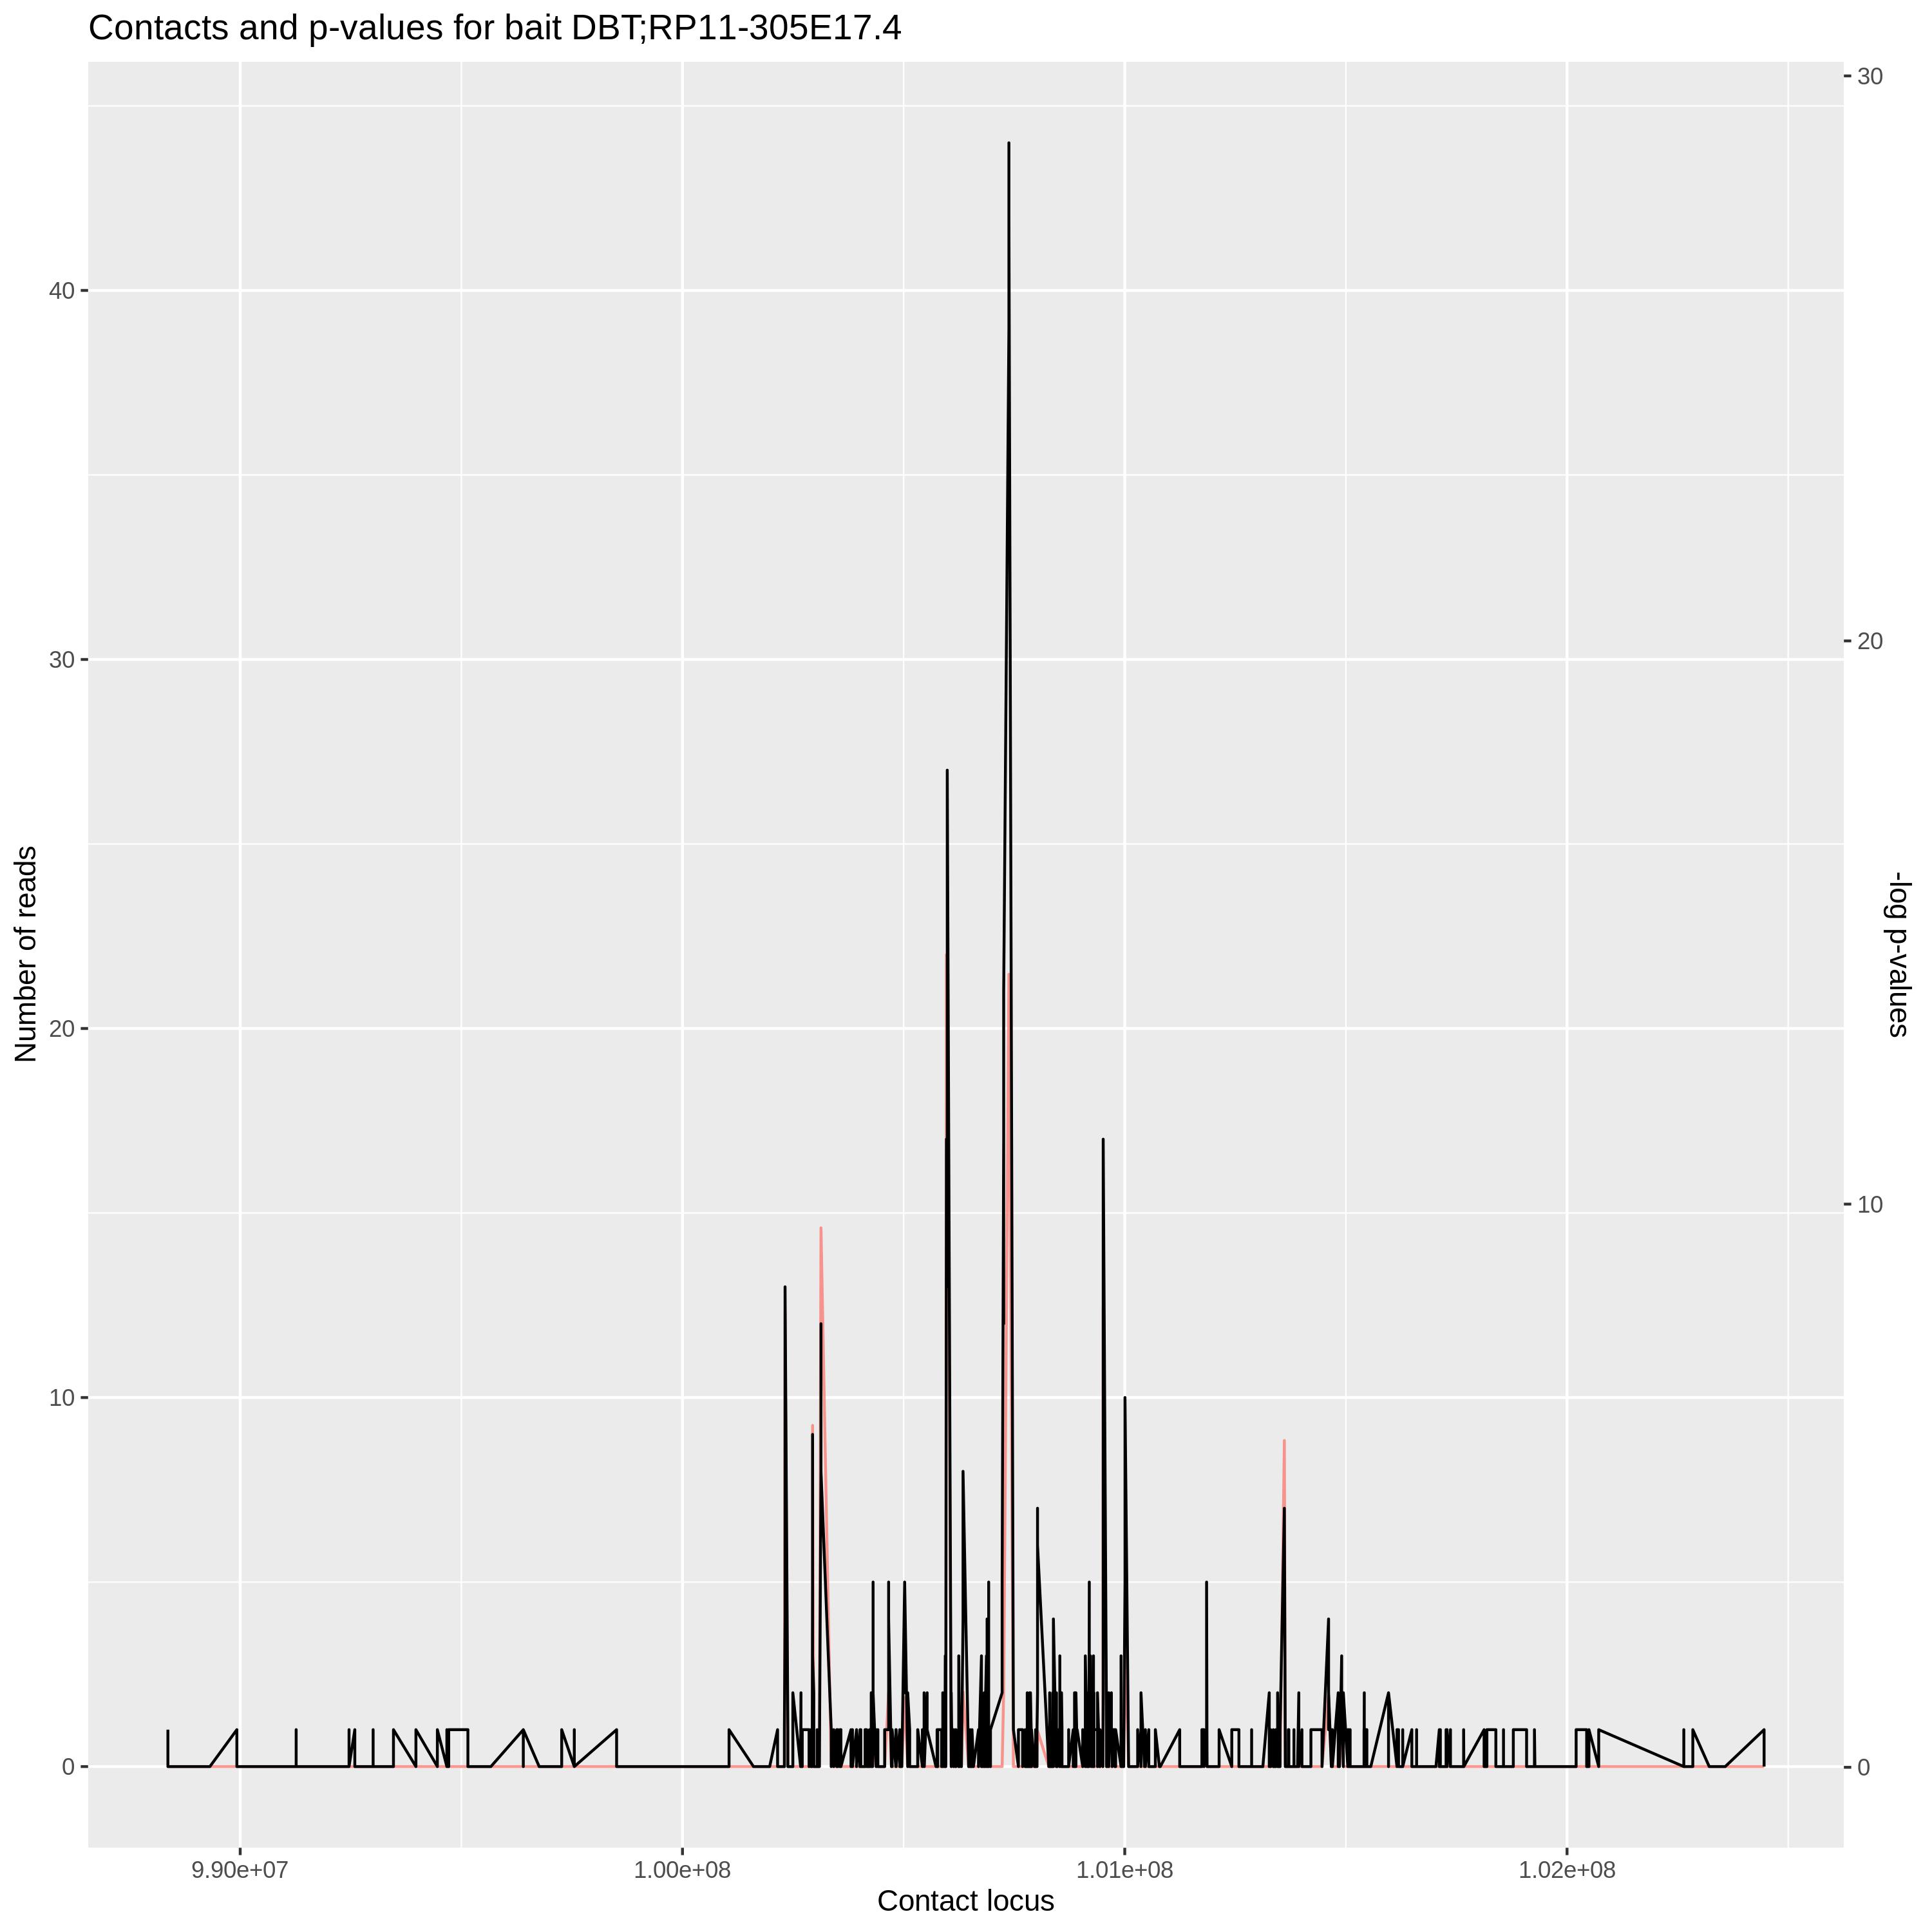 Contacts and p-values for bait DBT;RP11-305E17.4
30
40
20
30
Number of reads
-log p-values
20
10
10
0
0
9.90e+07
1.00e+08
1.01e+08
1.02e+08
Contact locus